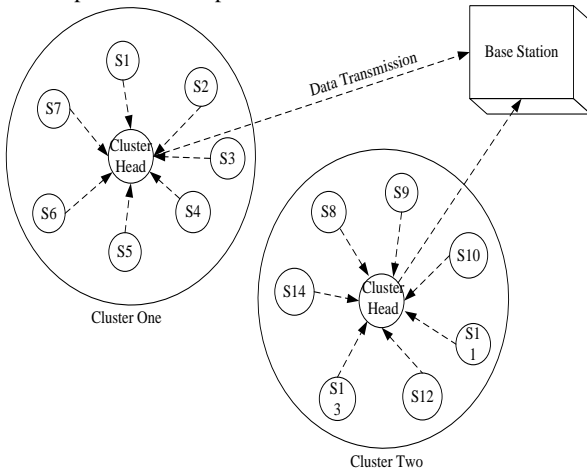 S1
S2
S7
Cluster
Head
S3
S6
S4
S5
Cluster One
Data Transmission
Base Station
S8
S9
S10
S14
Cluster
Head
S1
1
S1
3
S12
Cluster Two